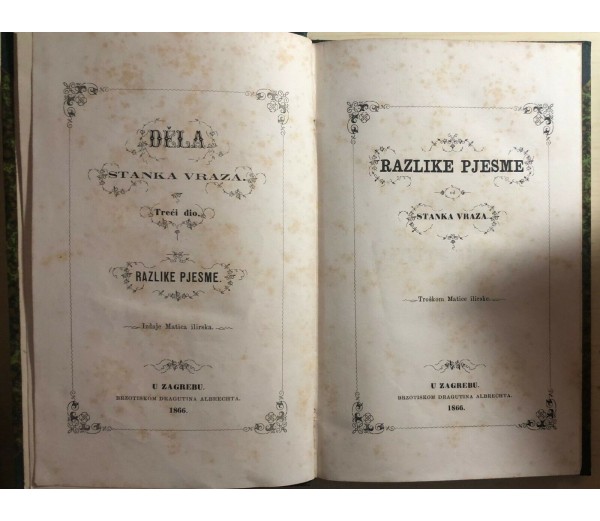 DĚLA
STANKA VRAZA.
Treći dio.
RAZLIKE PJESME.
Izdaje Matica ilirska.
U ZAGREBU.
BRZOTISKOM DRAGUTINA ALBRECHTA.
1866.
RAZLIKE PJESME
od
STANKA VRAZA.
Troškom Matice ilirske.
U ZAGREBU.
BRZOTISKOM DRAGUTINA ALBRECHTA.
1866.